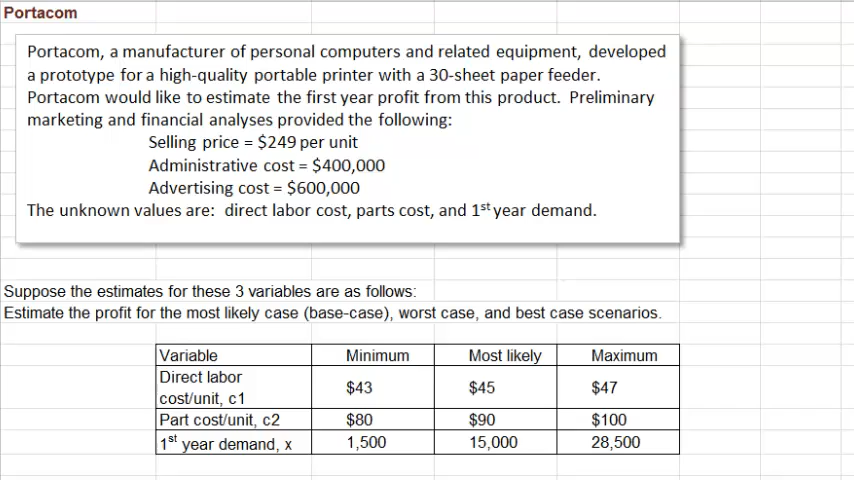 Portacom
Portacom, a manufacturer of personal computers and related equipment, developed
a prototype for a high-quality portable printer with a 30-sheet paper feeder.
Portacom would like to estimate the first year profit from this product. Preliminary
marketing and financial analyses provided the following:
Selling price = $249 per unit
Administrative cost = $400,000
Advertising cost = $600,000
The unknown values are: direct labor cost, parts cost, and 1st year demand.
Suppose the estimates for these 3 variables are as follows:
Estimate the profit for the most likely case (base-case), worst case, and best case scenarios.
Variable Minimum Most likely Maximum
Direct labor
cost/unit, c1 $43 $45 $47
Part cost/unit, c2 $80 $90 $100
1st year demand, x 1,500 15,000 28,500